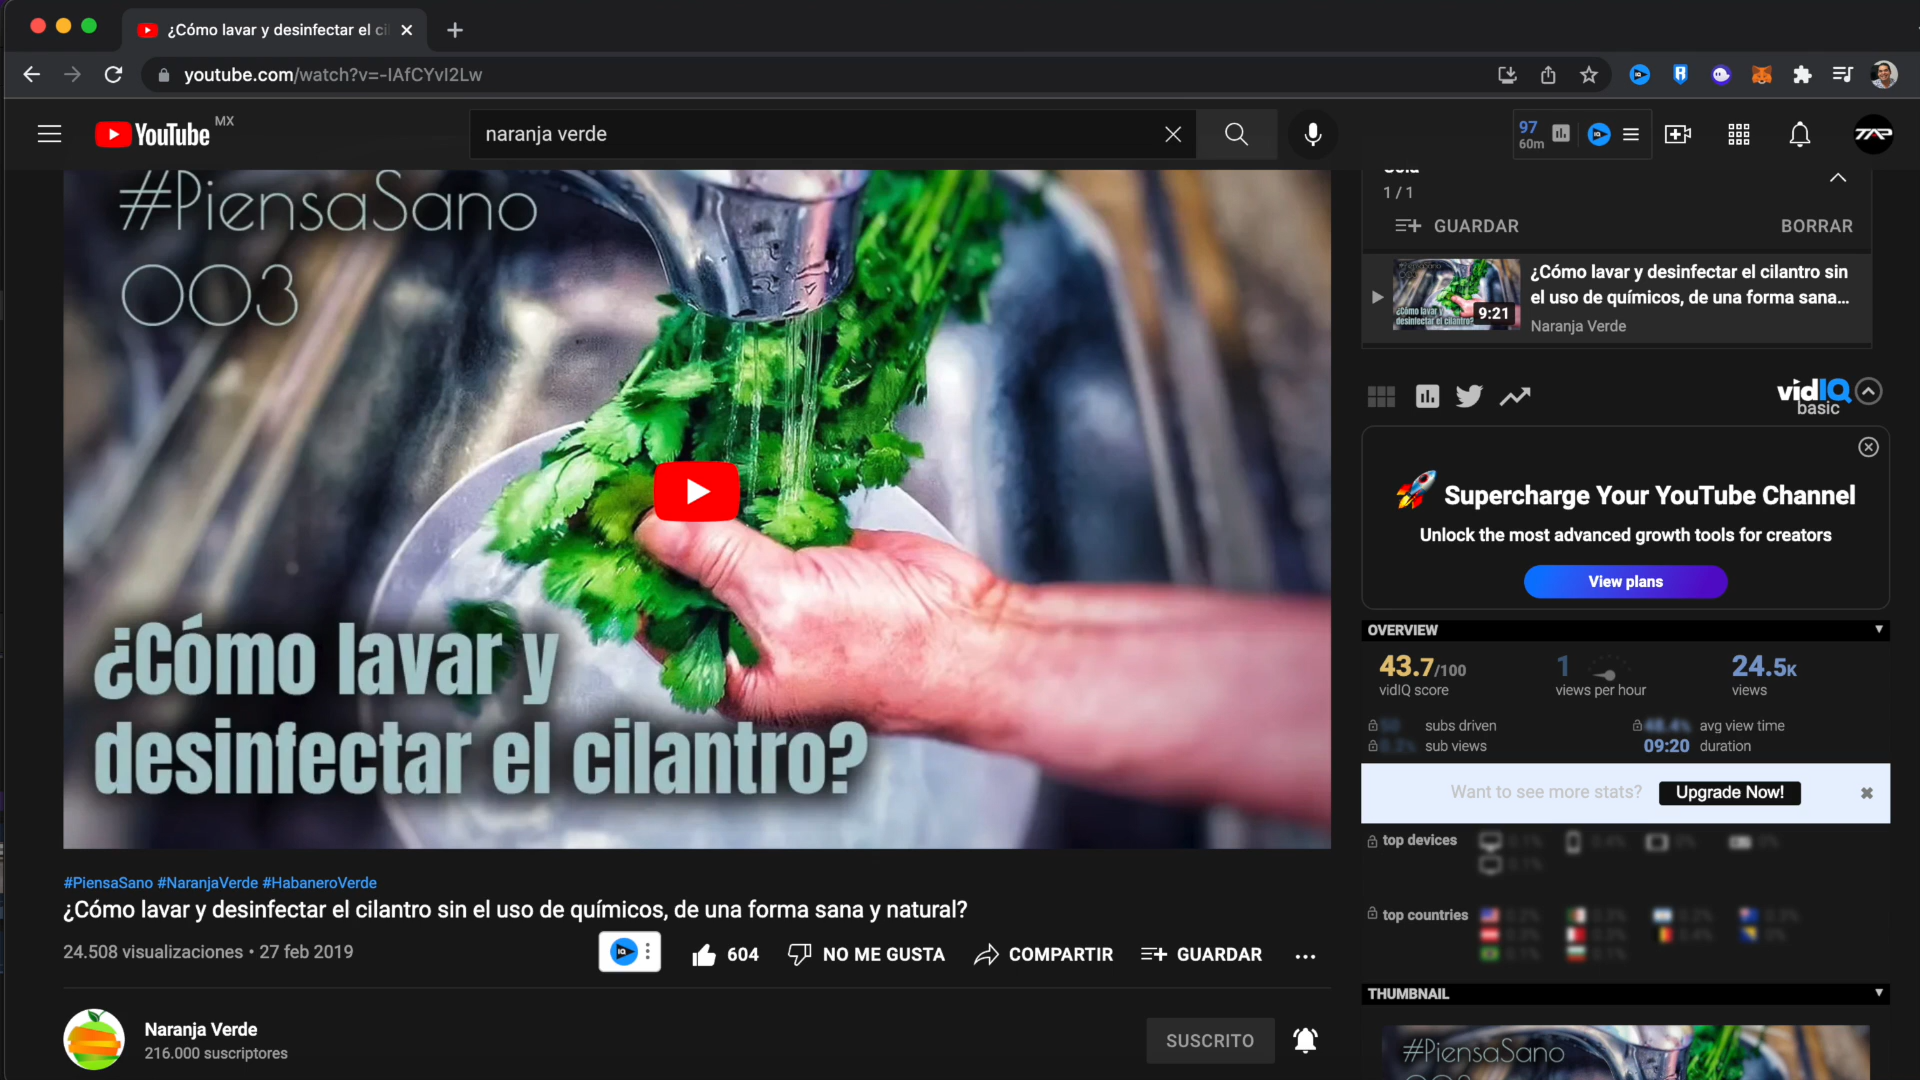 ¿Cómo lavar y desinfectar el ci
youtube.com/watch?v=-IAfCYvI2Lw
YouTube MX
naranja verde
97
60m
#PiensaSano
003
¿Cómo lavar y
desinfectar el cilantro?
#PiensaSano #NaranjaVerde #HabaneroVerde
¿Cómo lavar y desinfectar el cilantro sin el uso de químicos, de una forma sana y natural?
24.508 visualizaciones • 27 feb 2019
604
NO ME GUSTA
COMPARTIR
GUARDAR
Naranja Verde
216.000 suscriptores
SUSCRITO
1 / 1
GUARDAR
BORRAR
¿Cómo lavar y desinfectar el cilantro sin
el uso de químicos, de una forma sana...
Naranja Verde
¿Cómo lavar y
desinfectar el cilantro?
9:21
vidIQ
basic
Supercharge Your YouTube Channel
Unlock the most advanced growth tools for creators
View plans
OVERVIEW
43.7/100
vidIQ score
1
views per hour
24.5K
views
subs driven
avg view time
sub views
09:20 duration
Want to see more stats? Upgrade Now!
top devices
top countries
THUMBNAIL
#PiensaSano